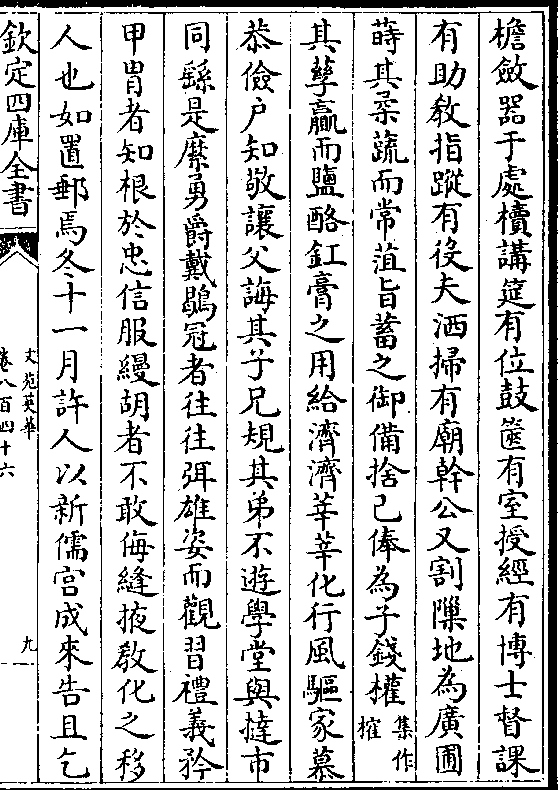 檐斂器于處櫝講筵有位鼓篋有室授經有博士督課
有助敎指蹤有役夫洒掃有廟幹公又割隟地為廣圃
蒔其柔蔬而常菹旨蓄之御備捨己俸為子錢權集作榷
其孳贏而鹽酪釭膏之用給濟濟莘莘化行風驅家慕
恭儉户知敬讓父誨其子兄規其弟不遊學堂與撻市
同繇是縻勇爵戴鶡冠者往往弭雄姿而觀習禮義矜
甲胄者知根於忠信服縵胡者不敢侮縫掖敎化之移
人也如置郵焉冬十一月許人以新儒宫成來告且乞
欽定四庫全書
文苑英華
卷八百四十六
九